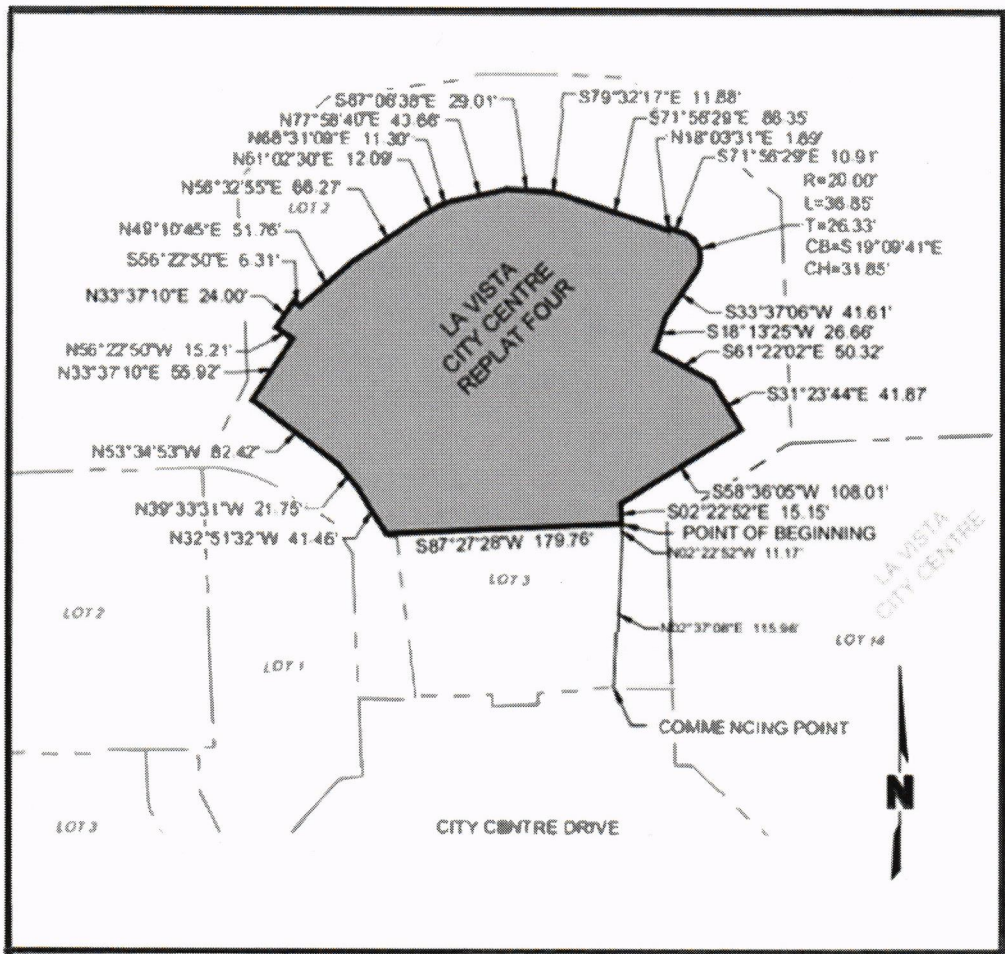 S87°06'38"E 29.01'
S79°32'17"E 11.88'
N77°58'40"E 43.66'
S71°56'29"E 86.35'
N68°31'09"E 11.30'
N18°03'31"E 1.69'
N61°02'30"E 12.09'
S71°56'29"E 10.91'
N56°32'55"E 66.27'
R=20.00'
L=36.85'
T=26.33'
CB=S19°09'41"E
CH=31.85'
LOT 2
N49°10'45"E 51.76'
S56°22'50"E 6.31'
N33°37'10"E 24.00'
N56°22'50"W 15.21'
N33°37'10"E 55.92'
LA VISTA
CITY CENTRE
REPLAT FOUR
S33°37'06"W 41.61'
S18°13'25"W 26.66'
S61°22'02"E 50.32'
S31°23'44"E 41.87'
N53°34'53"W 82.42'
N39°33'31"W 21.75'
N32°51'32"W 41.46'
S58°36'05"W 108.01'
S02°22'52"E 15.15'
POINT OF BEGINNING
S87°27'28"W 179.76'
N02°22'52"W 11.17'
LOT 3
LA VISTA
CITY CENTRE
LOT 2
N02°37'08"E 115.96'
LOT 14
LOT 1
COMMENCING POINT
LOT 3
CITY CENTRE DRIVE
N